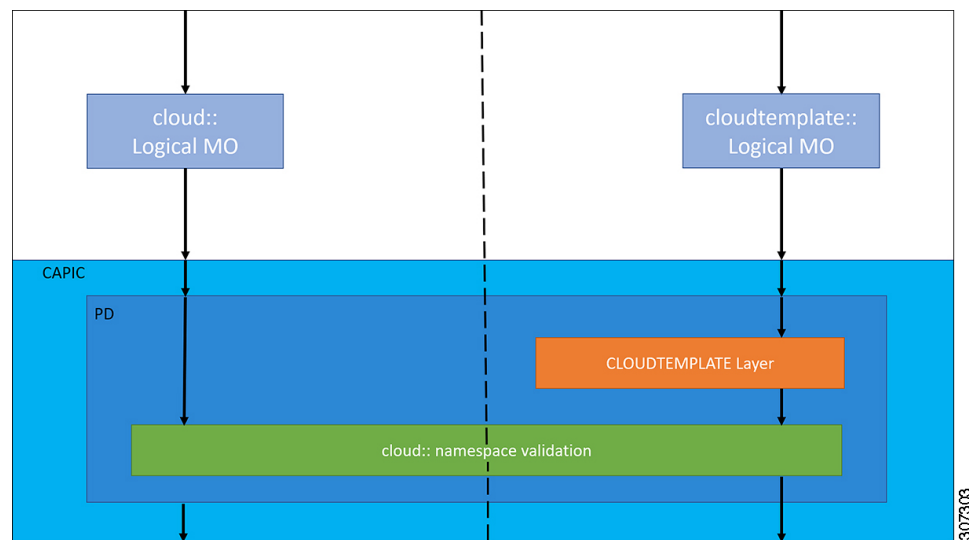 cloud::
Logical MO
cloudtemplate::
Logical MO
CAPIC
PD
CLOUDTEMPLATE Layer
cloud:: namespace validation
307303